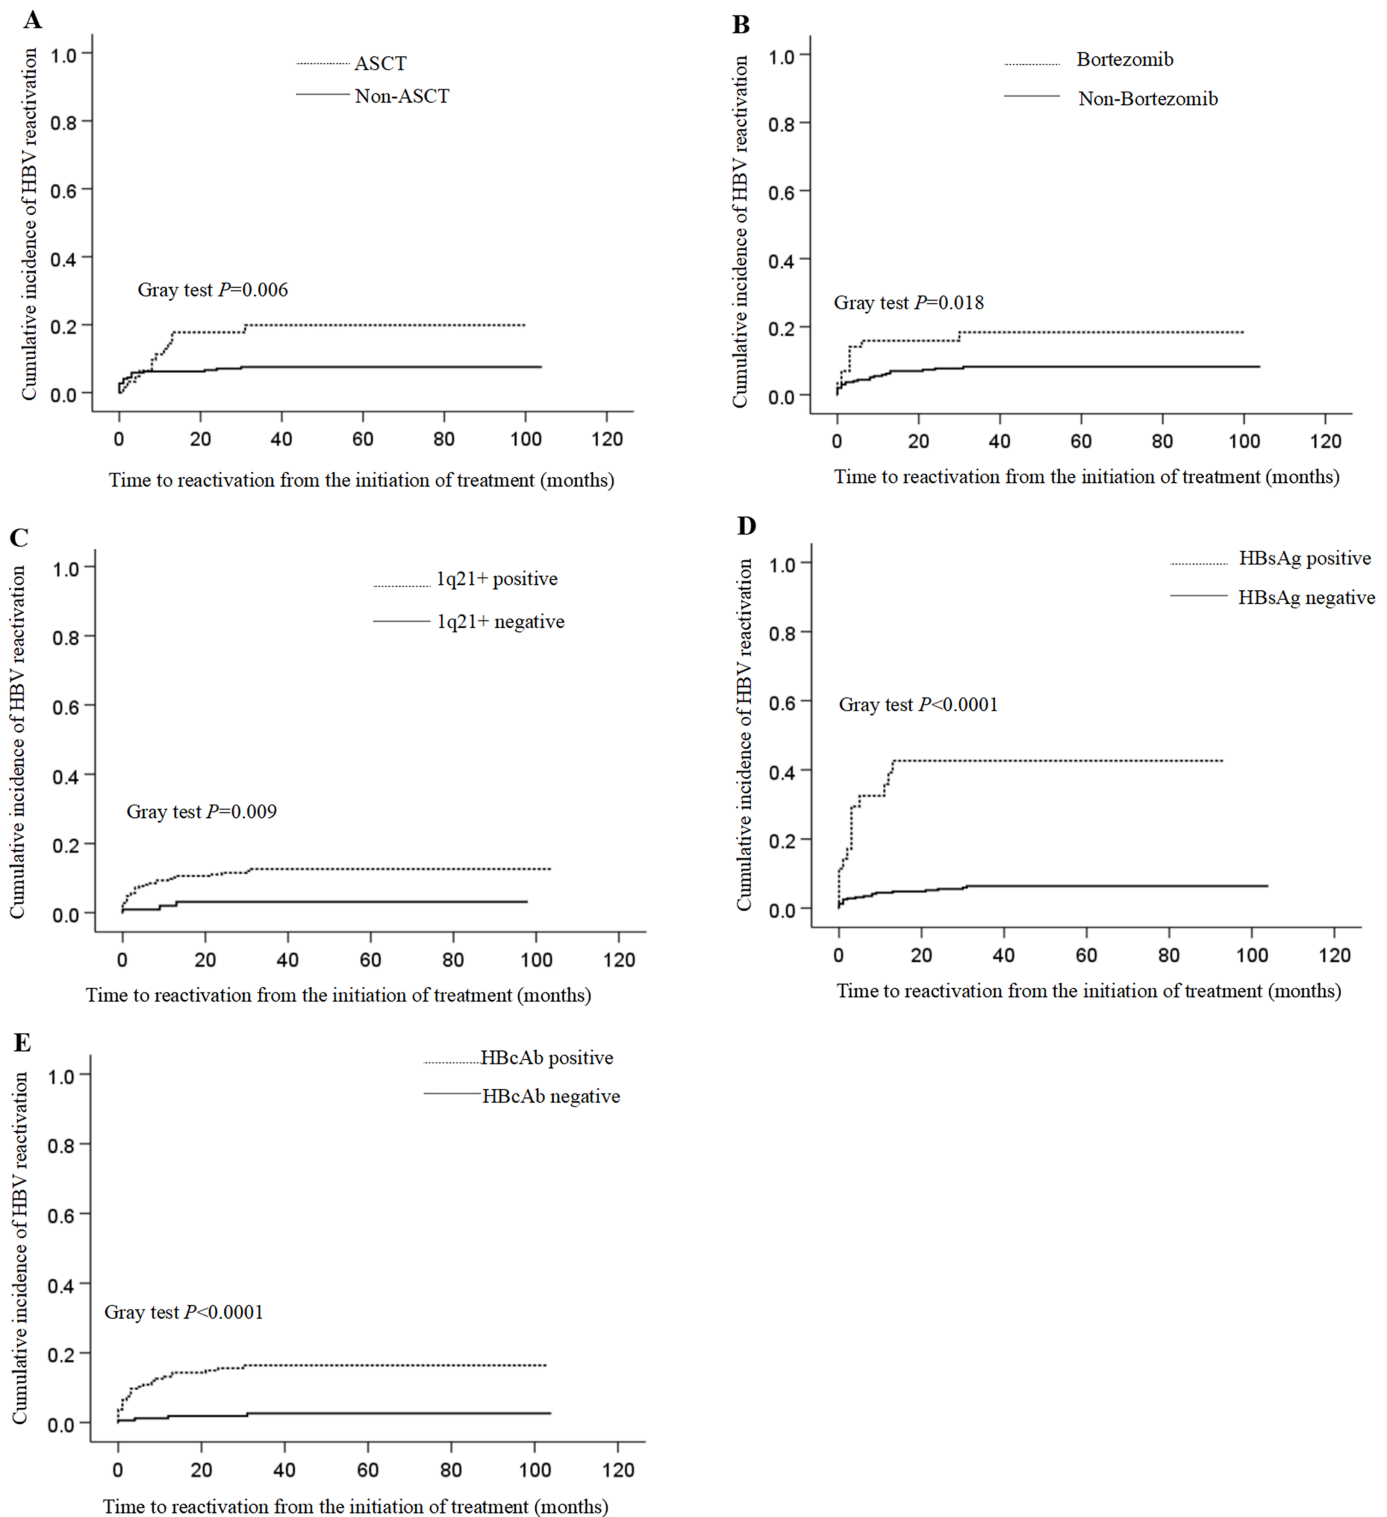 A
Cumulative incidence of HBV reactivation
1.0
0.8
0.6
0.4
0.2
0.0
ASCT
Non-ASCT
Gray test P=0.006
0 20 40 60 80 100 120
Time to reactivation from the initiation of treatment (months)
B
Cumulative incidence of HBV reactivation
1.0
0.8
0.6
0.4
0.2
0.0
Bortezomib
Non-Bortezomib
Gray test P=0.018
0 20 40 60 80 100 120
Time to reactivation from the initiation of treatment (months)
C
Cumulative incidence of HBV reactivation
1.0
0.8
0.6
0.4
0.2
0.0
1q21+ positive
1q21+ negative
Gray test P=0.009
0 20 40 60 80 100 120
Time to reactivation from the initiation of treatment (months)
D
Cumulative incidence of HBV reactivation
1.0
0.8
0.6
0.4
0.2
0.0
HBsAg positive
HBsAg negative
Gray test P<0.0001
0 20 40 60 80 100 120
Time to reactivation from the initiation of treatment (months)
E
Cumulative incidence of HBV reactivation
1.0
0.8
0.6
0.4
0.2
0.0
HBcAb positive
HBcAb negative
Gray test P<0.0001
0 20 40 60 80 100 120
Time to reactivation from the initiation of treatment (months)